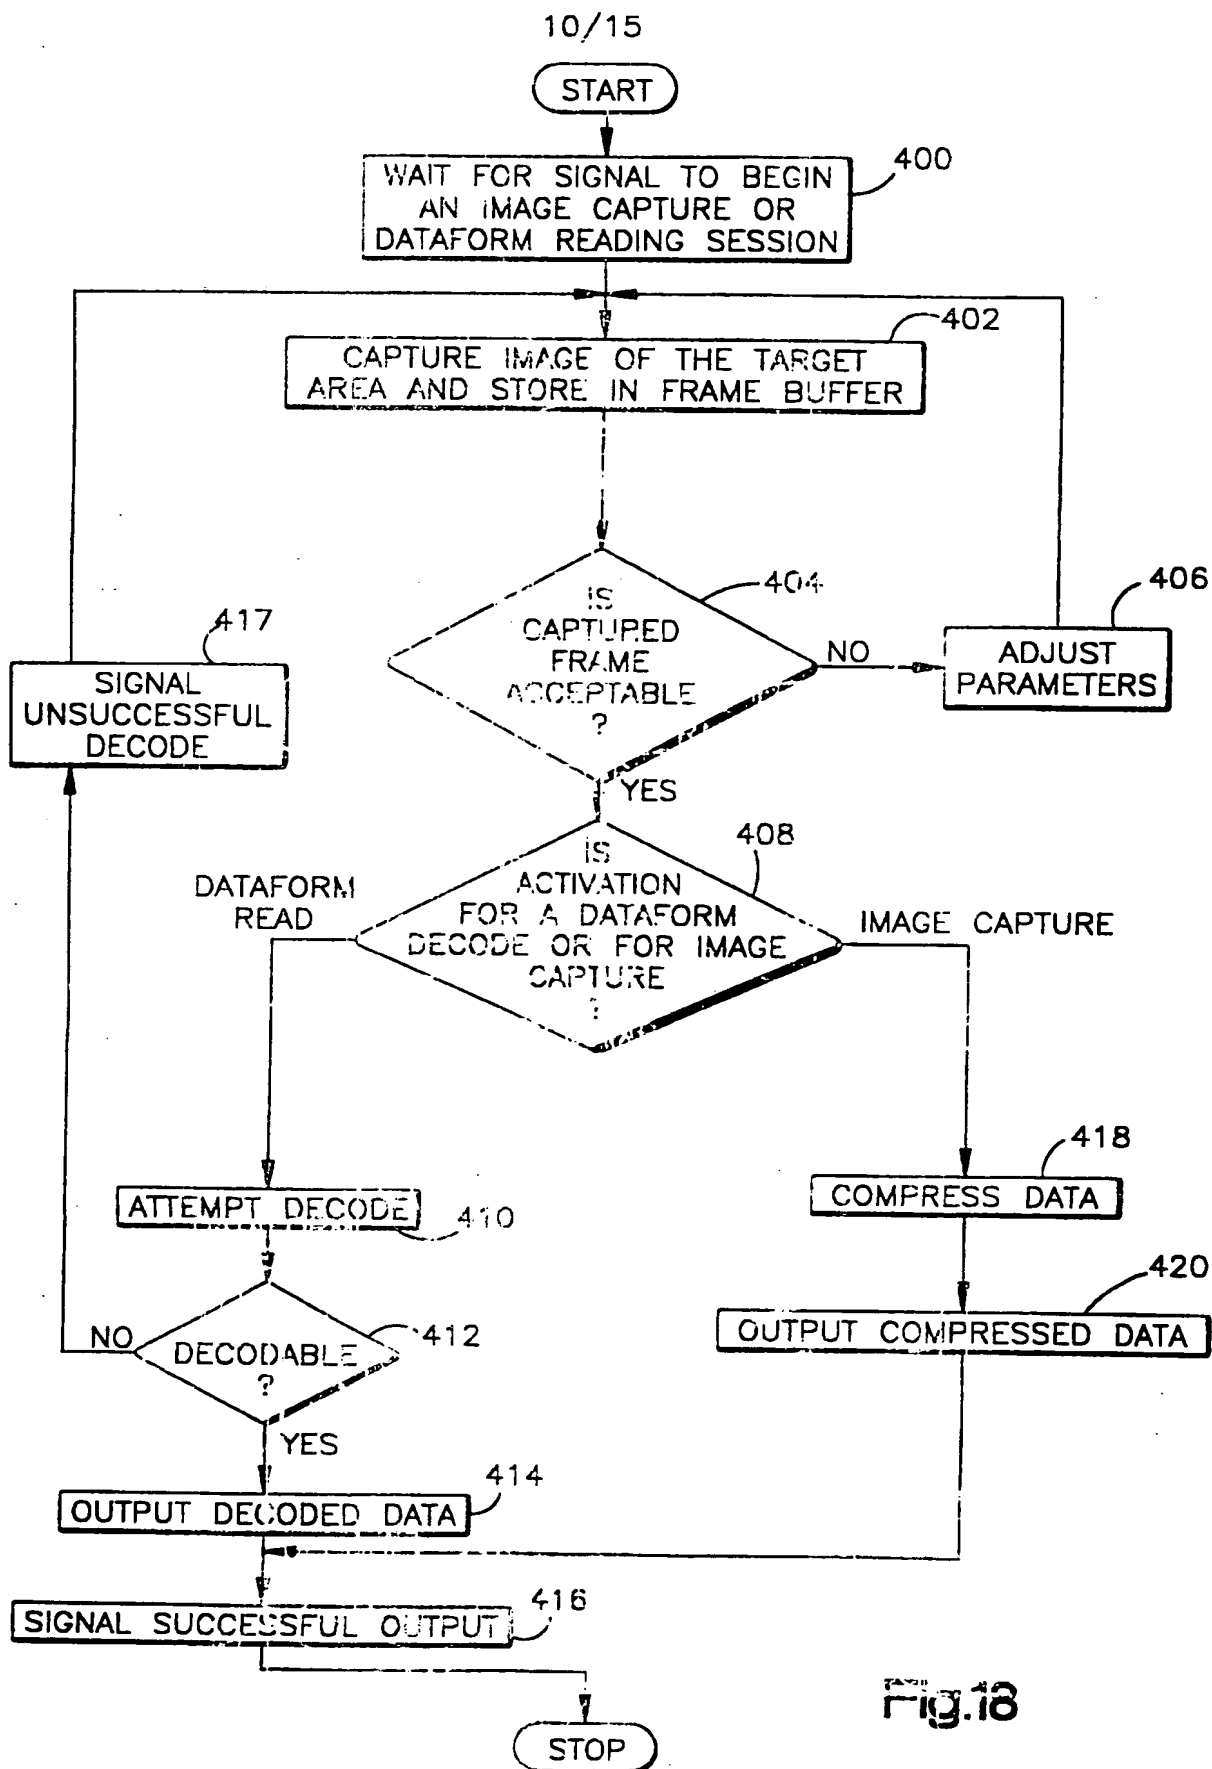 10/15
START
WAIT FOR SIGNAL TO BEGIN
AN IMAGE CAPTURE OR
DATAFORM READING SESSION
400
402
CAPTURE IMAGE OF THE TARGET
AREA AND STORE IN FRAME BUFFER
404
IS
CAPTURED
FRAME
ACCEPTABLE
?
NO
406
ADJUST
PARAMETERS
417
SIGNAL
UNSUCCESSFUL
DECODE
YES
408
IS
ACTIVATION
FOR A DATAFORM
DECODE OR FOR IMAGE
CAPTURE
?
DATAFORM
READ
IMAGE CAPTURE
ATTEMPT DECODE
410
418
COMPRESS DATA
420
OUTPUT COMPRESSED DATA
NO
412
DECODABLE
?
YES
414
OUTPUT DECODED DATA
416
SIGNAL SUCCESSFUL OUTPUT
STOP
Fig.18